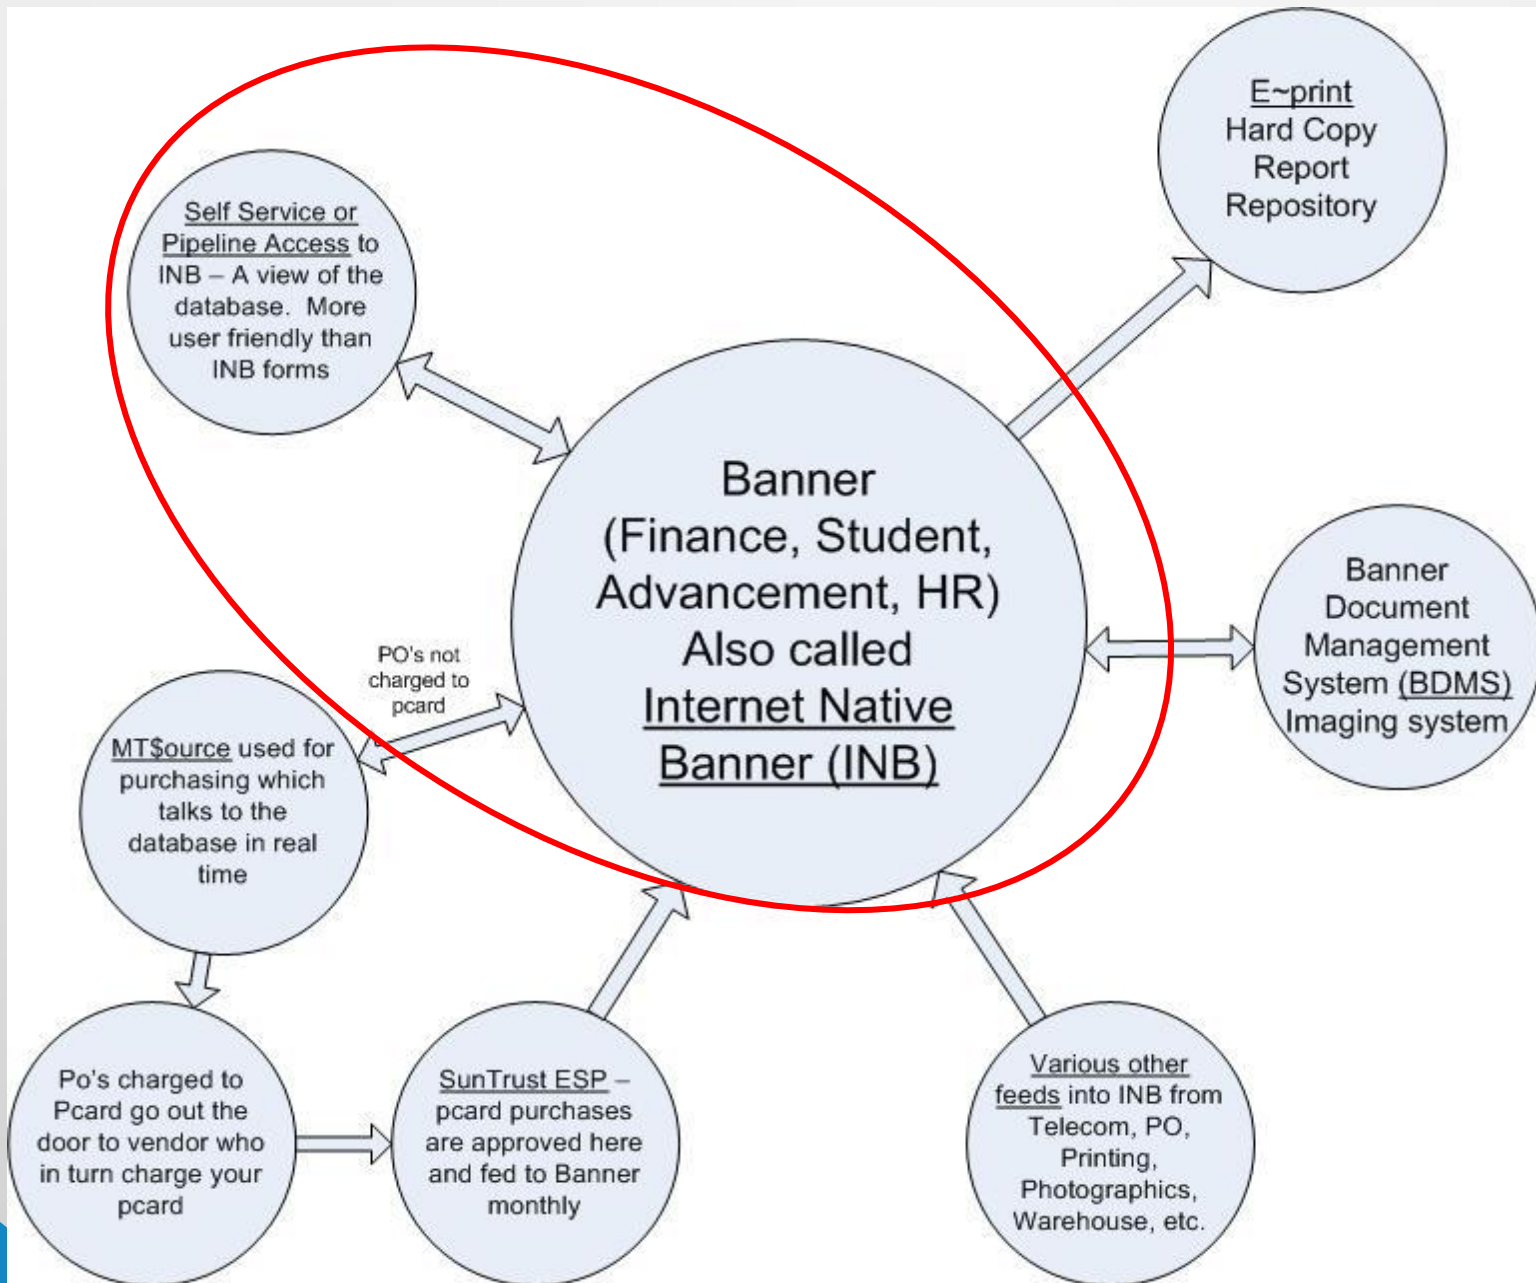 E~print
Hard Copy
Report
Repository
Self Service or
Pipeline Access to
INB – A view of the
database.  More
user friendly than
INB forms
Banner
(Finance, Student,
Advancement, HR)
Also called
Internet Native
Banner (INB)
Banner
Document
Management
System (BDMS)
Imaging system
PO's not
charged to
pcard
MT$ource used for
purchasing which
talks to the
database in real
time
Po's charged to
Pcard go out the
door to vendor who
in turn charge your
pcard
SunTrust ESP –
pcard purchases
are approved here
and fed to Banner
monthly
Various other
feeds into INB from
Telecom, PO,
Printing,
Photographics,
Warehouse, etc.